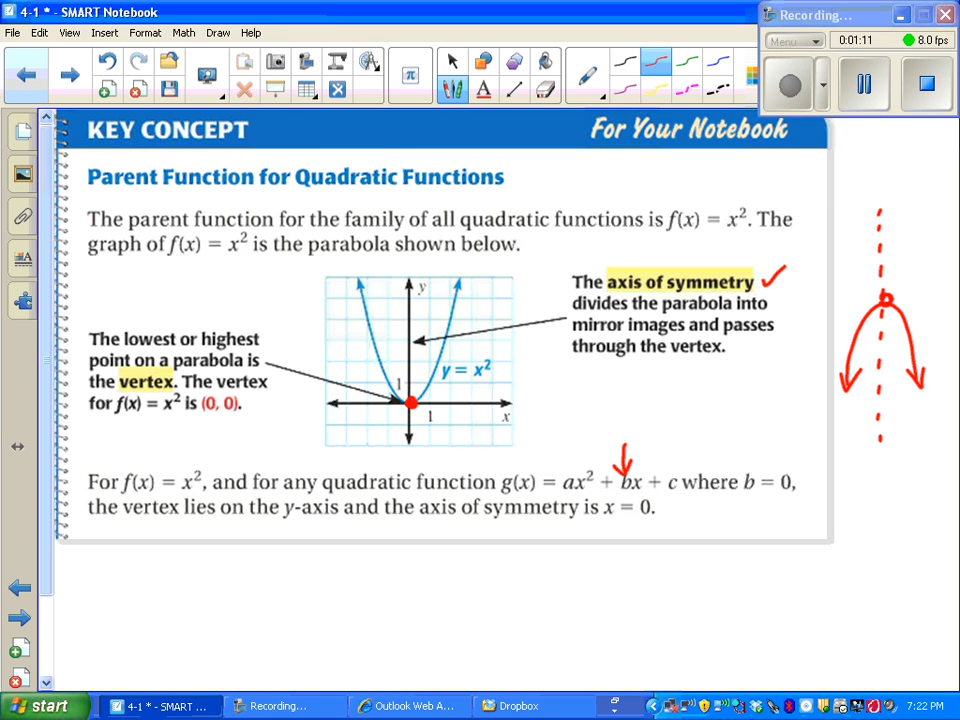 4-1 * - SMART Notebook
Recording...
File Edit View Insert Format Math Draw Help
Menu 0:01:11 8.0 fps
KEY CONCEPT For Your Notebook
Parent Function for Quadratic Functions
The parent function for the family of all quadratic functions is f(x) = x². The
graph of f(x) = x² is the parabola shown below.
The axis of symmetry
divides the parabola into
mirror images and passes
through the vertex.
The lowest or highest
point on a parabola is
the vertex. The vertex
for f(x) = x² is (0, 0).
y
y = x²
1
1
x
For f(x) = x², and for any quadratic function g(x) = ax² + bx + c where b = 0,
the vertex lies on the y-axis and the axis of symmetry is x = 0.
start 4-1 * - SMART ... Recording... Outlook Web A... Dropbox 7:22 PM